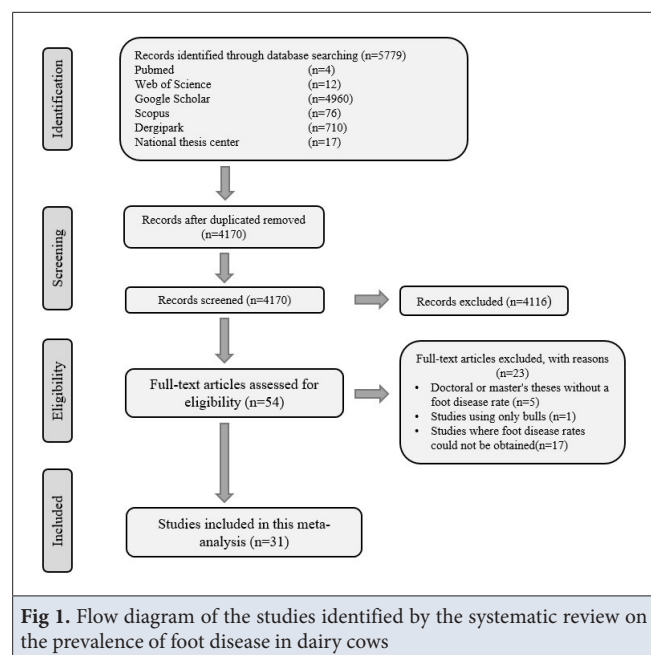 Identification
Records identified through database searching (n=5779)
Pubmed (n=4)
Web of Science (n=12)
Google Scholar (n=4960)
Scopus (n=76)
Dergipark (n=710)
National thesis center (n=17)
Screening
Records after duplicated removed
(n=4170)
Records screened (n=4170)
Records excluded (n=4116)
Eligibility
Full-text articles assessed for
eligibility (n=54)
Full-text articles excluded, with reasons
(n=23)
• Doctoral or master's theses without a
foot disease rate (n=5)
• Studies using only bulls (n=1)
• Studies where foot disease rates
could not be obtained(n=17)
Included
Studies included in this meta-
analysis (n=31)
Fig 1. Flow diagram of the studies identified by the systematic review on
the prevalence of foot disease in dairy cows